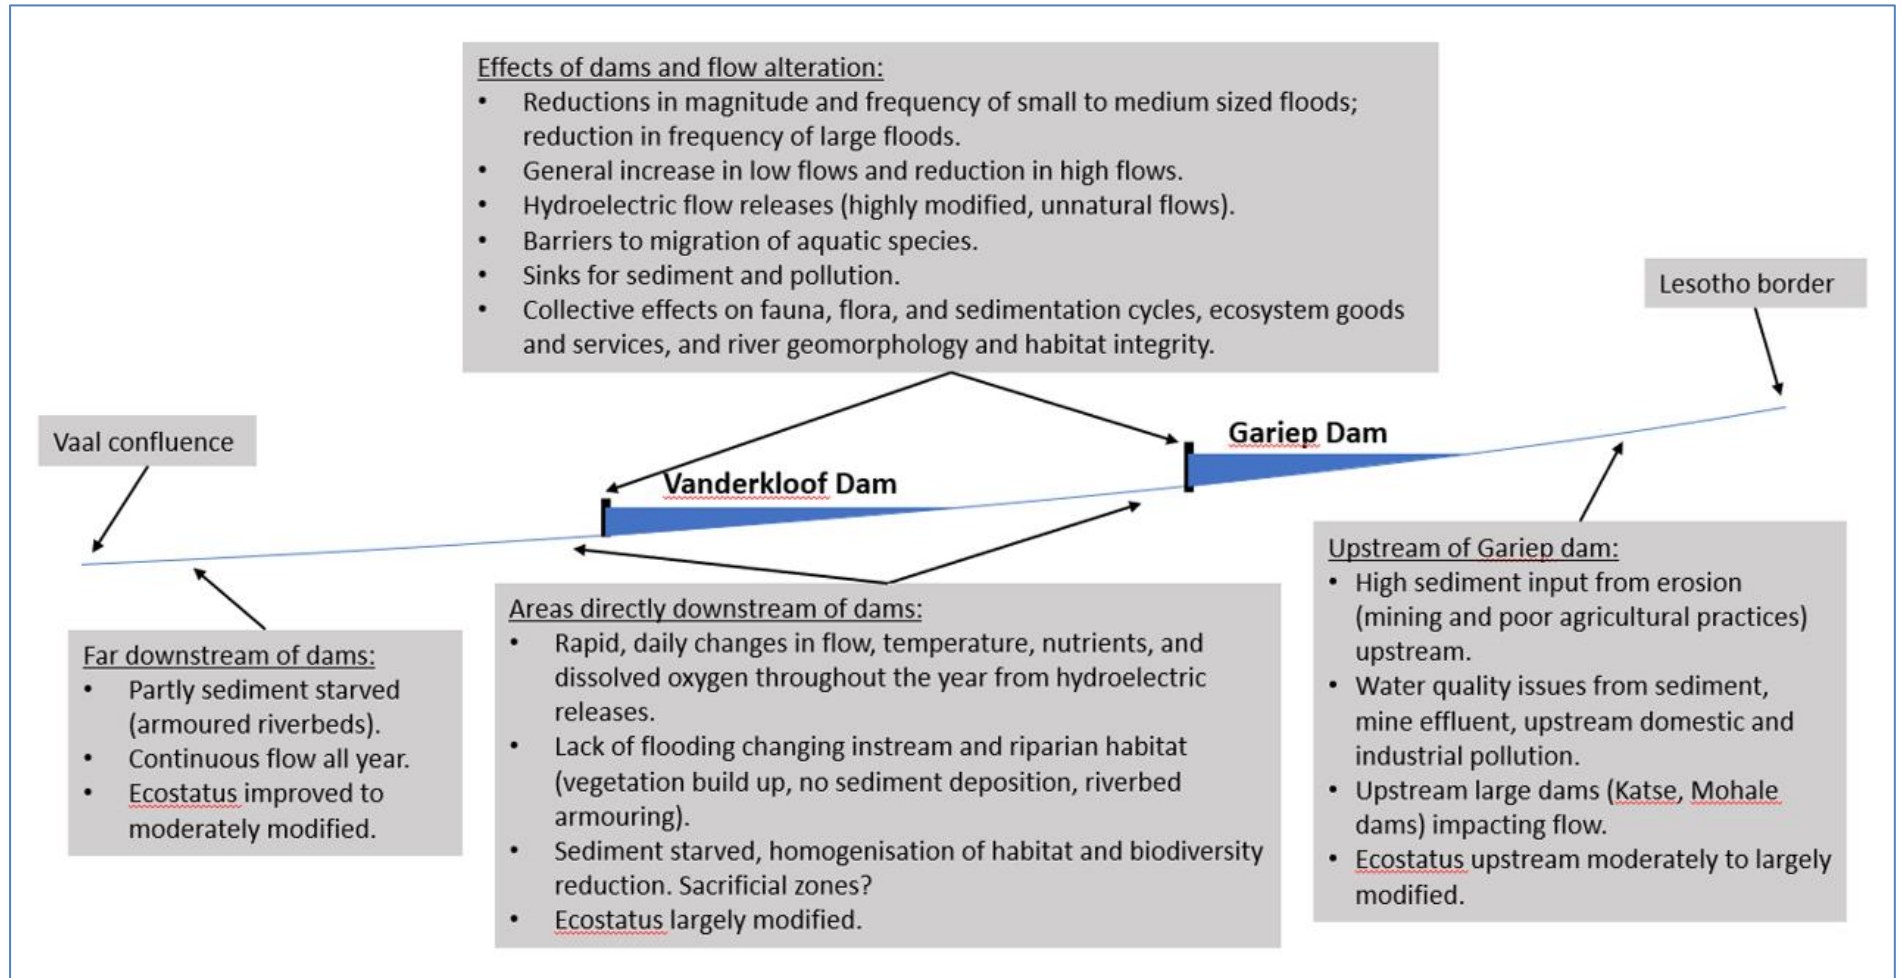 Effects of dams and flow alteration:
• Reductions in magnitude and frequency of small to medium sized floods;
reduction in frequency of large floods.
• General increase in low flows and reduction in high flows.
• Hydroelectric flow releases (highly modified, unnatural flows).
• Barriers to migration of aquatic species.
• Sinks for sediment and pollution.
• Collective effects on fauna, flora, and sedimentation cycles, ecosystem goods
and services, and river geomorphology and habitat integrity.
Lesotho border
Vaal confluence
Gariep Dam
Vanderkloof Dam
Far downstream of dams:
• Partly sediment starved
(armoured riverbeds).
• Continuous flow all year.
• Ecostatus improved to
moderately modified.
Areas directly downstream of dams:
• Rapid, daily changes in flow, temperature, nutrients, and
dissolved oxygen throughout the year from hydroelectric
releases.
• Lack of flooding changing instream and riparian habitat
(vegetation build up, no sediment deposition, riverbed
armouring).
• Sediment starved, homogenisation of habitat and biodiversity
reduction. Sacrificial zones?
• Ecostatus largely modified.
Upstream of Gariep dam:
• High sediment input from erosion
(mining and poor agricultural practices)
upstream.
• Water quality issues from sediment,
mine effluent, upstream domestic and
industrial pollution.
• Upstream large dams (Katse, Mohale
dams) impacting flow.
• Ecostatus upstream moderately to largely
modified.